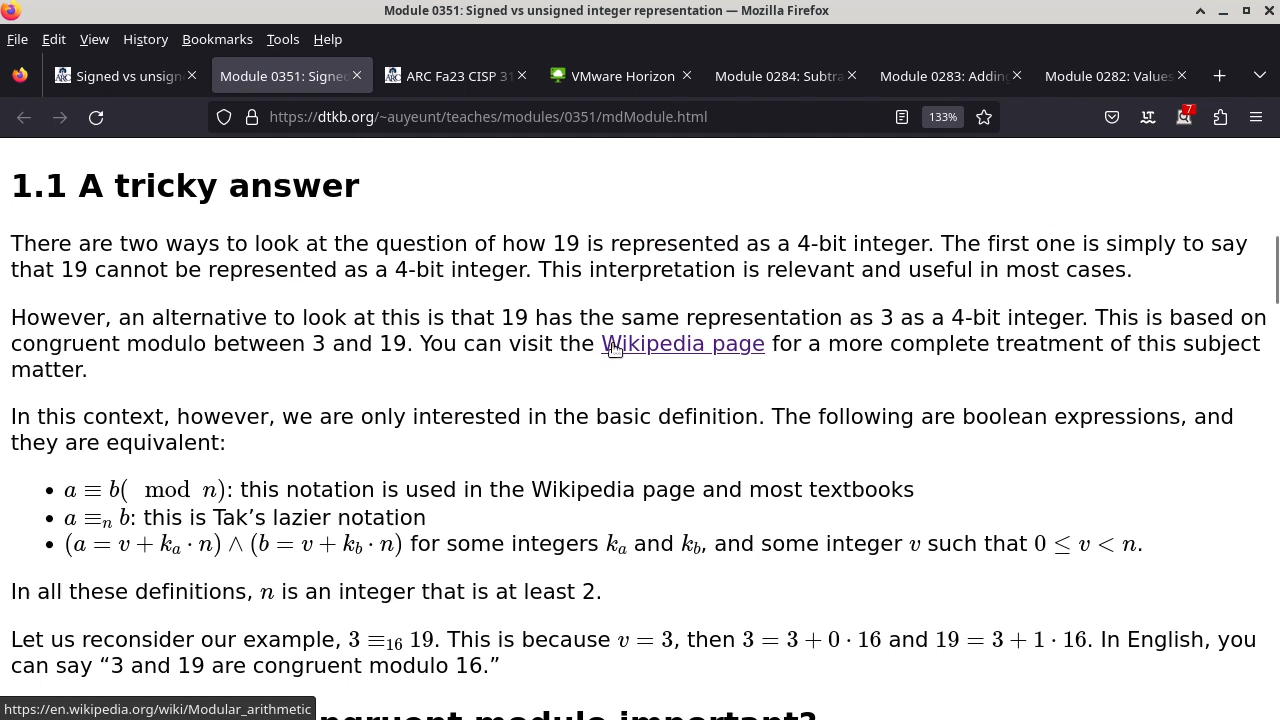 Module 0351: Signed vs unsigned integer representation — Mozilla Firefox
File Edit View History Bookmarks Tools Help
Signed vs unsign Module 0351: Signed ARC Fa23 CISP 31 VMware Horizon Module 0284: Subtra Module 0283: Adding Module 0282: Values
https://dtkb.org/~auyeunt/teaches/modules/0351/mdModule.html 133% 7
1.1 A tricky answer
There are two ways to look at the question of how 19 is represented as a 4-bit integer. The first one is simply to say
that 19 cannot be represented as a 4-bit integer. This interpretation is relevant and useful in most cases.
However, an alternative to look at this is that 19 has the same representation as 3 as a 4-bit integer. This is based on
congruent modulo between 3 and 19. You can visit the Wikipedia page for a more complete treatment of this subject
matter.
In this context, however, we are only interested in the basic definition. The following are boolean expressions, and
they are equivalent:
• a ≡ b( mod n): this notation is used in the Wikipedia page and most textbooks
• a ≡ₙ b: this is Tak’s lazier notation
• (a = v + kₐ · n) ∧ (b = v + k_b · n) for some integers kₐ and k_b, and some integer v such that 0 ≤ v < n.
In all these definitions, n is an integer that is at least 2.
Let us reconsider our example, 3 ≡₁₆ 19. This is because v = 3, then 3 = 3 + 0 · 16 and 19 = 3 + 1 · 16. In English, you
can say “3 and 19 are congruent modulo 16.”
https://en.wikipedia.org/wiki/Modular_arithmetic
ngruent modulo important?